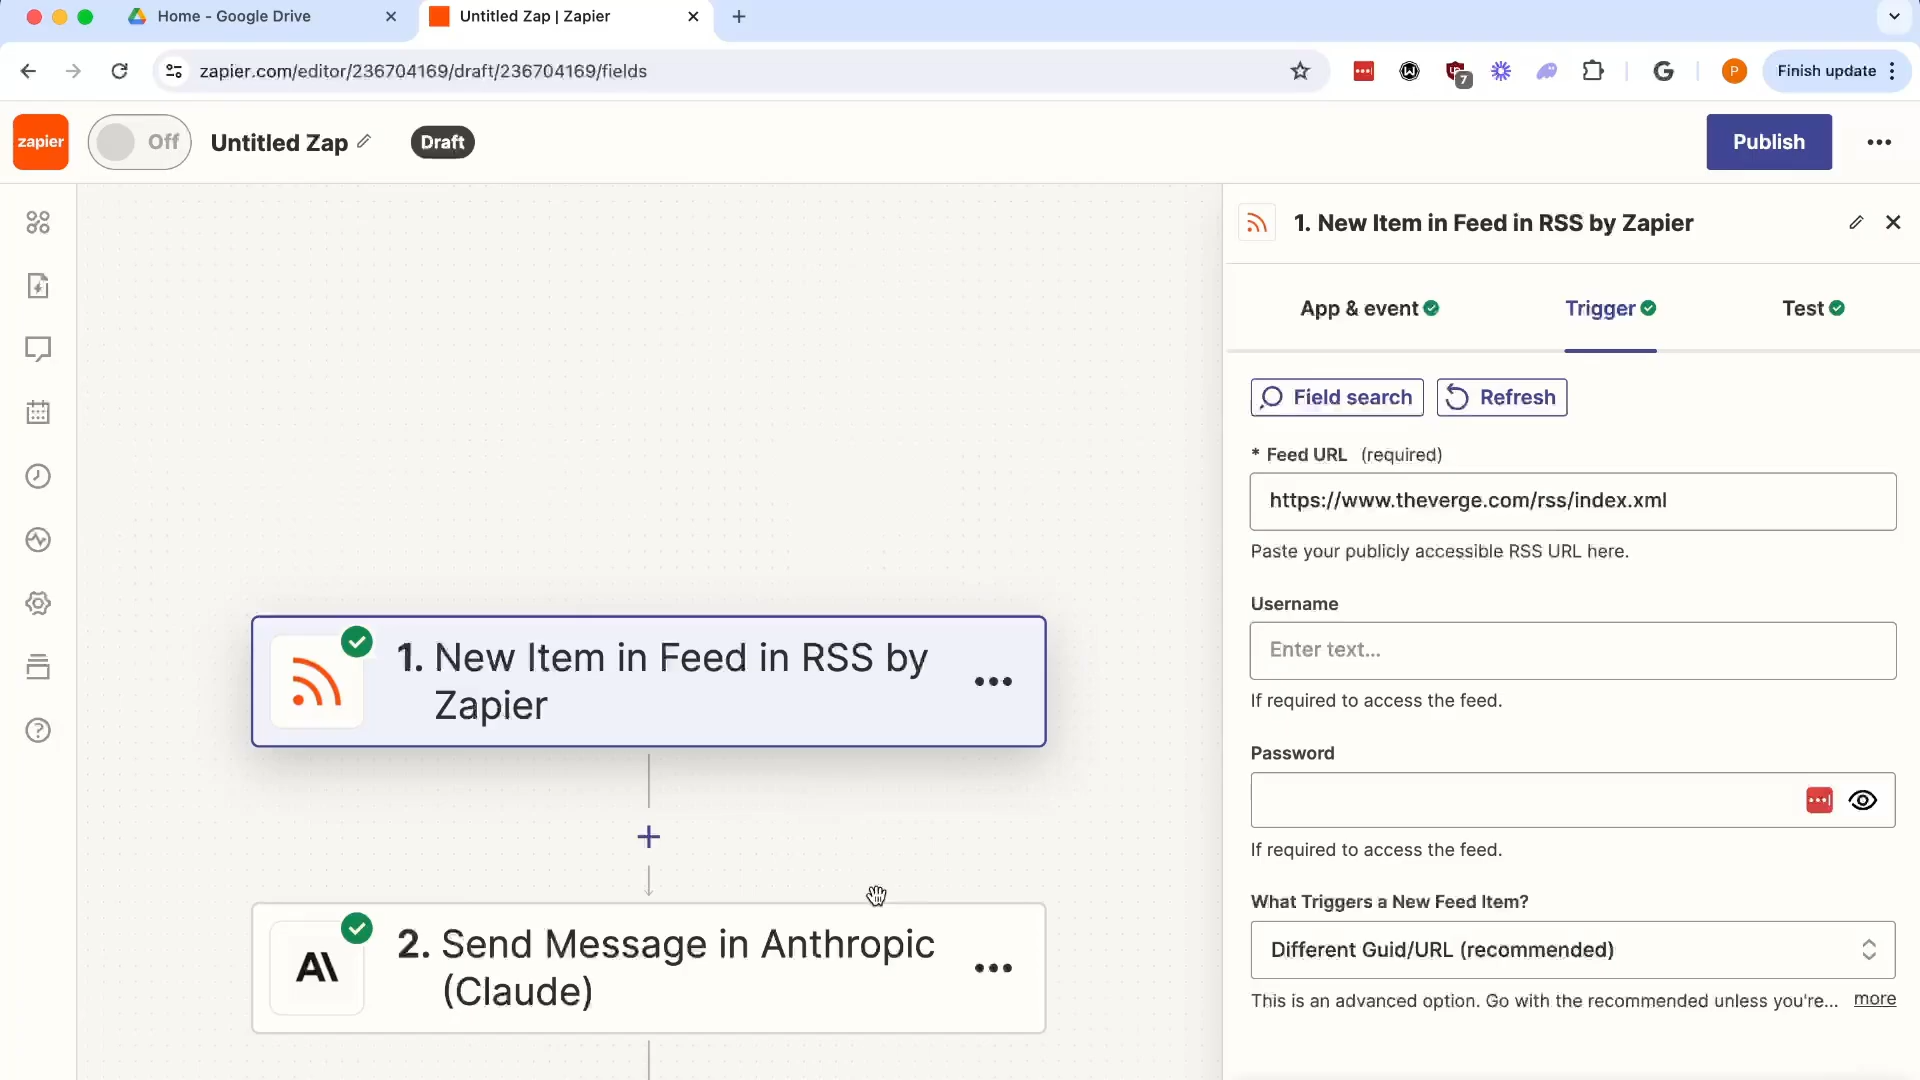 Home - Google Drive
Untitled Zap | Zapier
zapier.com/editor/236704169/draft/236704169/fields
7
P
Finish update
zapier
Off
Untitled Zap
Draft
Publish
1. New Item in Feed in RSS by Zapier
App & event
Trigger
Test
Field search
Refresh
* Feed URL (required)
https://www.theverge.com/rss/index.xml
Paste your publicly accessible RSS URL here.
Username
Enter text...
If required to access the feed.
Password
If required to access the feed.
What Triggers a New Feed Item?
Different Guid/URL (recommended)
This is an advanced option. Go with the recommended unless you're... more
1. New Item in Feed in RSS by
Zapier
2. Send Message in Anthropic
(Claude)